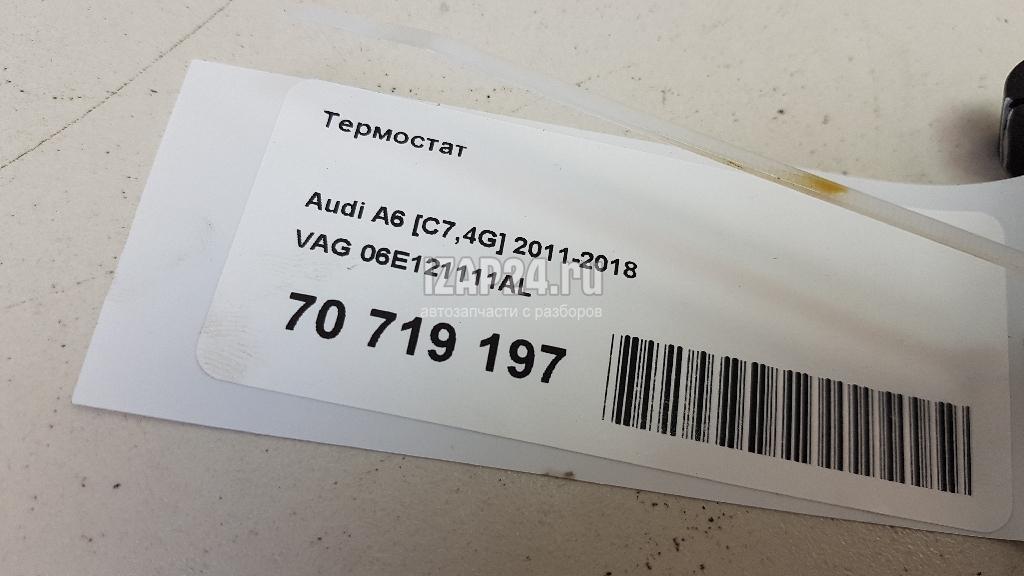 Термостат
Audi A6 [C7,4G] 2011-2018
VAG 06E121111AL
IZAP24.ru
автозапчасти с разборов
70 719 197